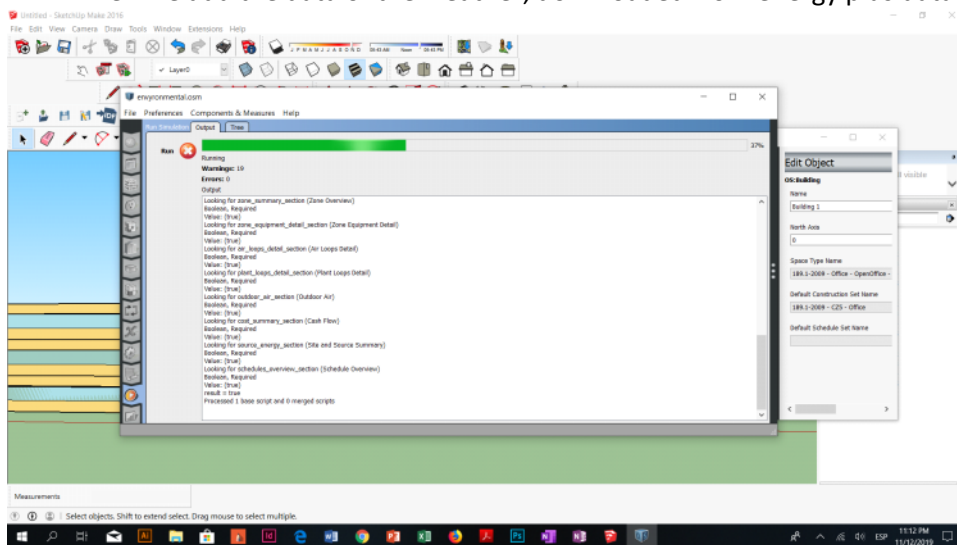 Untitled - SketchUp Make 2016
File Edit View Camera Draw Tools Window Extensions Help
J F M A M J J A S O N D
Noon
Layer0
envyronmental.osm
File Preferences Components & Measures Help
Run Simulation Output Tree
Run
37%
Running
Warnings: 19
Errors: 0
Output
Looking for zone_summary_section (Zone Overview)
Boolean, Required
Value: (true)
Looking for zone_equipment_detail_section (Zone Equipment Detail)
Boolean, Required
Value: (true)
Looking for air_loops_detail_section (Air Loops Detail)
Boolean, Required
Value: (true)
Looking for plant_loops_detail_section (Plant Loops Detail)
Boolean, Required
Value: (true)
Looking for outdoor_air_section (Outdoor Air)
Boolean, Required
Value: (true)
Looking for cost_summary_section (Cash Flow)
Boolean, Required
Value: (true)
Looking for source_energy_section (Site and Source Summary)
Boolean, Required
Value: (true)
Looking for schedules_overview_section (Schedule Overview)
Boolean, Required
Value: (true)
result = true
Processed 1 base script and 0 merged scripts
Edit Object
OS:Building
Name
Building 1
North Axis
0
Space Type Name
189.1-2009 - Office - OpenOffice -
Default Construction Set Name
189.1-2009 - CZ5 - Office
Default Schedule Set Name
visible
Measurements
Select objects. Shift to extend select. Drag mouse to select multiple.
ESP
11:12 PM
11/12/2019